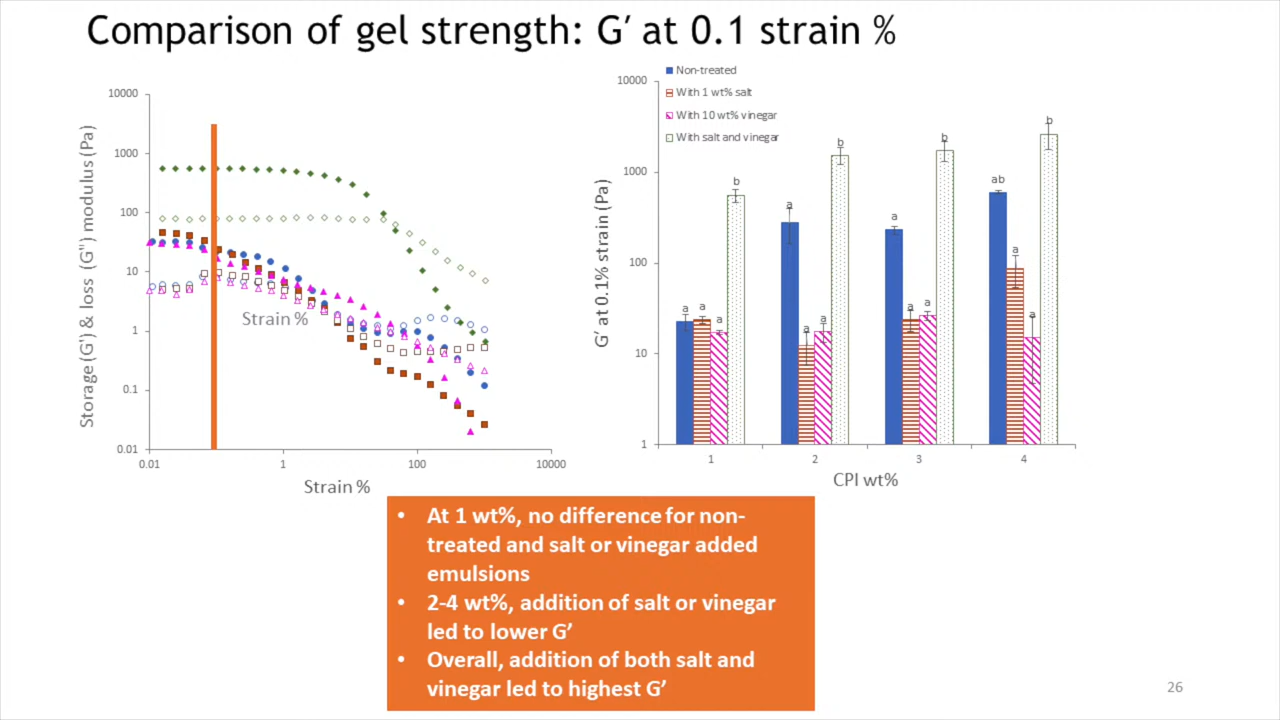 Comparison of gel strength: G′ at 0.1 strain %
Storage (G') & loss (G'') modulus (Pa)
10000
1000
100
10
1
0.1
0.01
0.01
1
100
10000
Strain %
Strain %
Non-treated
With 1 wt% salt
With 10 wt% vinegar
With salt and vinegar
G′ at 0.1% strain (Pa)
10000
1000
100
10
1
a a a b
a a a b
a a a b
ab a a b
1 2 3 4
CPI wt%
• At 1 wt%, no difference for non-
treated and salt or vinegar added
emulsions
• 2-4 wt%, addition of salt or vinegar
led to lower G′
• Overall, addition of both salt and
vinegar led to highest G′
26